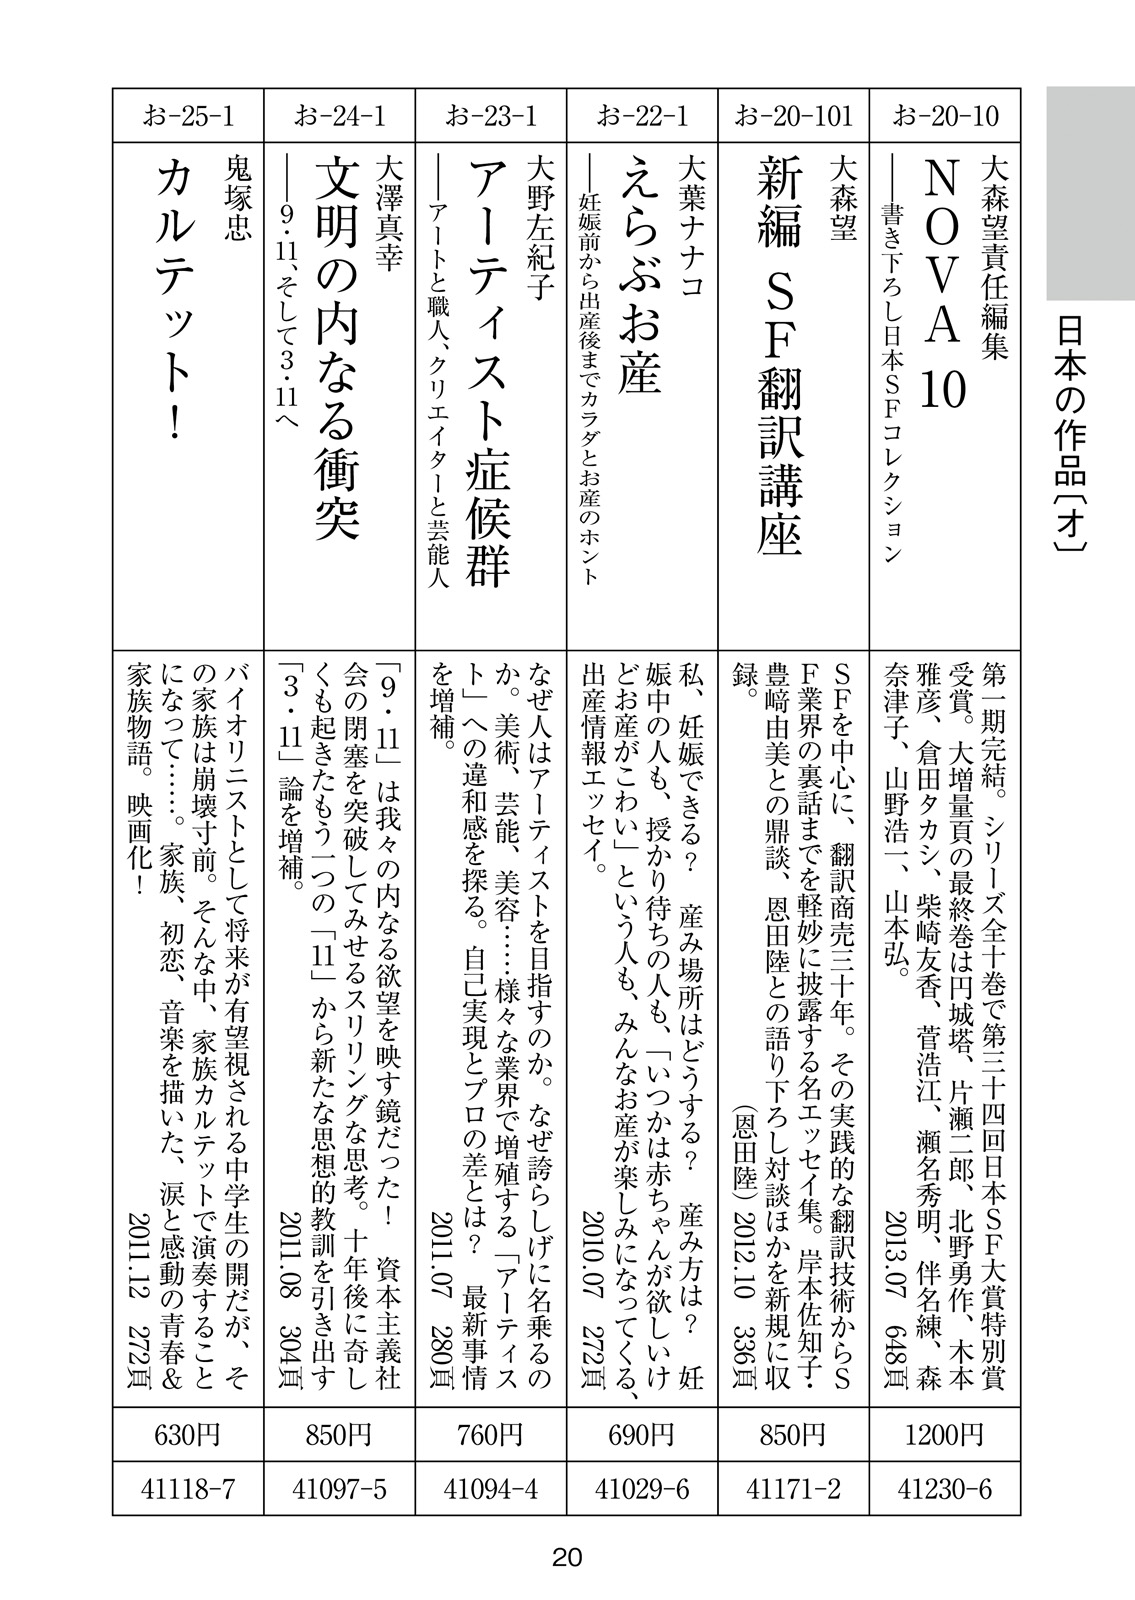 日本の作品〔オ〕
お-20-10
大森望責任編集
NOVA 10
――書き下ろし日本SFコレクション
第一期完結。シリーズ全十巻で第三十四回日本SF大賞特別賞
受賞。大増量頁の最終巻は円城塔、片瀬二郎、北野勇作、木本
雅彦、倉田タカシ、柴崎友香、菅浩江、瀬名秀明、伴名練、森
奈津子、山野浩一、山本弘。
2013.07 648頁
1200円
41230-6
お-20-101
大森望
新編 SF翻訳講座
SFを中心に、翻訳商売三十年。その実践的な翻訳技術からS
F業界の裏話までを軽妙に披露する名エッセイ集。岸本佐知子・
豊﨑由美との鼎談、恩田陸との語り下ろし対談ほかを新規に収
録。
（恩田陸）2012.10 336頁
850円
41171-2
お-22-1
大葉ナナコ
えらぶお産
――妊娠前から出産後までカラダとお産のホント
私、妊娠できる？ 産み場所はどうする？ 産み方は？ 妊
娠中の人も、授かり待ちの人も、「いつかは赤ちゃんが欲しいけ
どお産がこわい」という人も、みんなお産が楽しみになってくる、
出産情報エッセイ。
2010.07 272頁
690円
41029-6
お-23-1
大野左紀子
アーティスト症候群
――アートと職人、クリエイターと芸能人
なぜ人はアーティストを目指すのか。なぜ誇らしげに名乗るの
か。美術、芸能、美容……様々な業界で増殖する「アーティス
ト」への違和感を探る。自己実現とプロの差とは？ 最新事情
を増補。
2011.07 280頁
760円
41094-4
お-24-1
大澤真幸
文明の内なる衝突
――9・11、そして3・11へ
「9・11」は我々の内なる欲望を映す鏡だった！ 資本主義社
会の閉塞を突破してみせるスリリングな思考。十年後に奇し
くも起きたもう一つの「11」から新たな思想的教訓を引き出す
「3・11」論を増補。
2011.08 304頁
850円
41097-5
お-25-1
鬼塚忠
カルテット！
バイオリニストとして将来が有望視される中学生の開だが、そ
の家族は崩壊寸前。そんな中、家族カルテットで演奏すること
になって……。家族、初恋、音楽を描いた、涙と感動の青春＆
家族物語。映画化！
2011.12 272頁
630円
41118-7
20